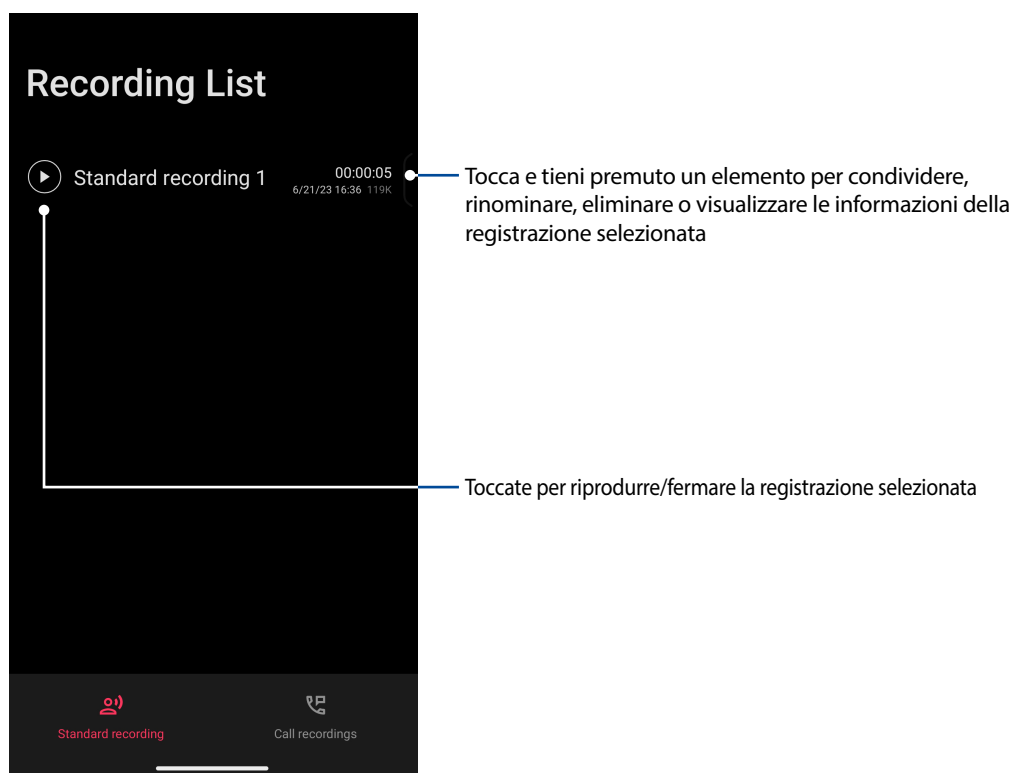 Recording List
Standard recording 1
00:00:05
6/21/23 16:36 119K
Tocca e tieni premuto un elemento per condividere,
rinominare, eliminare o visualizzare le informazioni della
registrazione selezionata
Toccate per riprodurre/fermare la registrazione selezionata
Standard recording
Call recordings